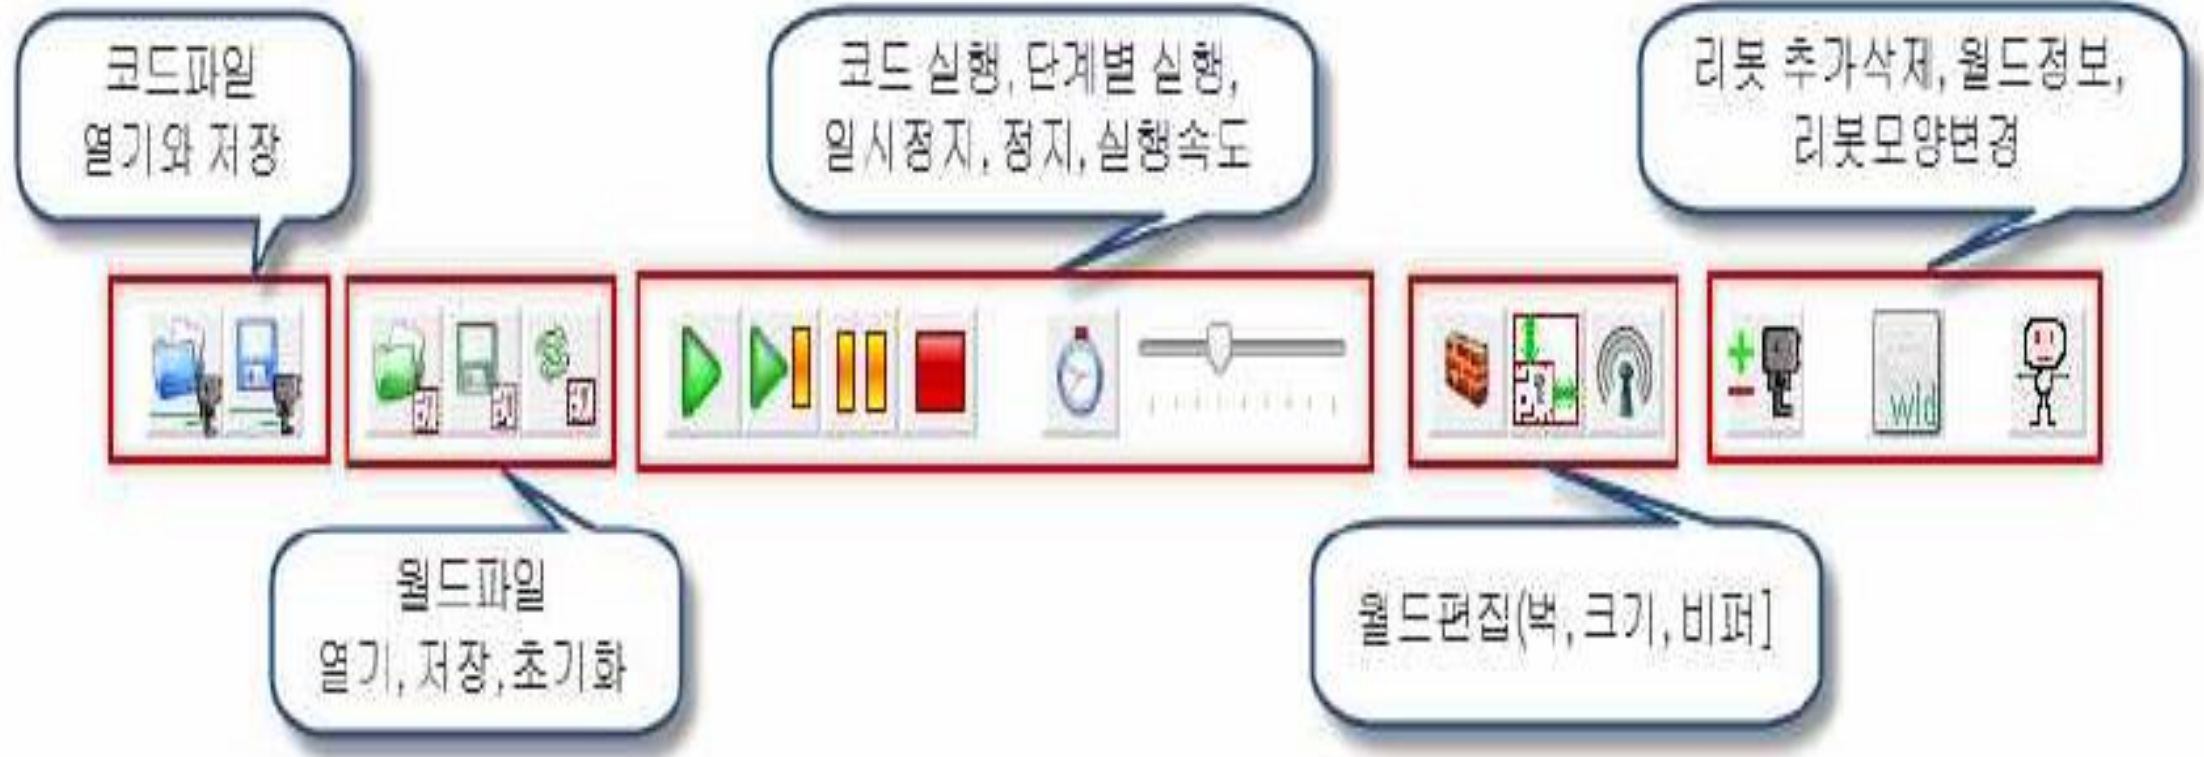 코드파일
열기와 저장
코드 실행, 단계별 실행,
일시정지, 정지, 실행속도
리봇 추가삭제, 월드정보,
리봇모양변경
wld
월드파일
열기, 저장, 초기화
월드편집(벽, 크기, 비퍼]